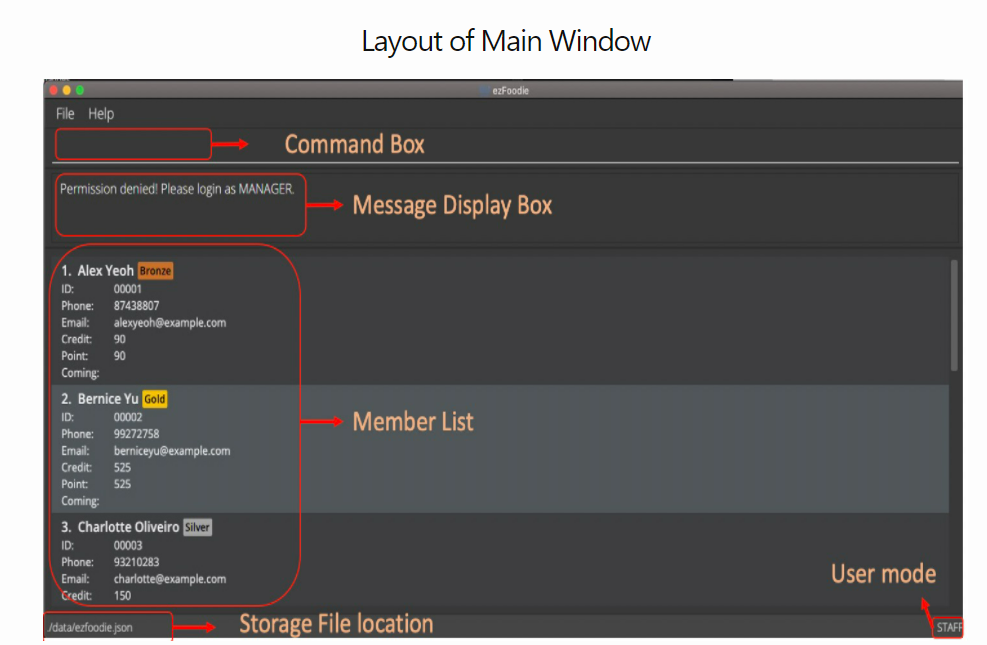 Layout of Main Window
ezFoodie
File Help
Command Box
Permission denied! Please login as MANAGER.
Message Display Box
1. Alex Yeoh Bronze
ID: 00001
Phone: 87438807
Email: alexyeoh@example.com
Credit: 90
Point: 90
Coming:
2. Bernice Yu Gold
ID: 00002
Phone: 99272758
Email: berniceyu@example.com
Credit: 525
Point: 525
Coming:
Member List
3. Charlotte Oliveiro Silver
ID: 00003
Phone: 93210283
Email: charlotte@example.com
Credit: 150
User mode
./data/ezfoodie.json
Storage File location
STAFF